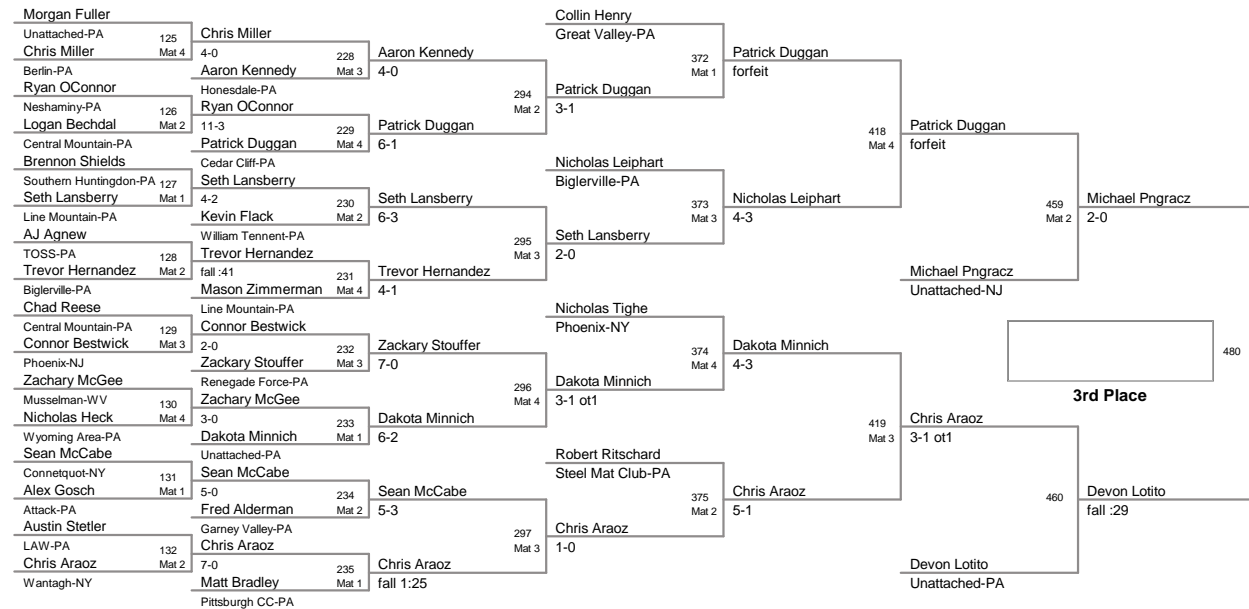 Morgan Fuller
Unattached-PA
125
Chris Miller
Mat 4
Berlin-PA
Ryan OConnor
Neshaminy-PA
126
Logan Bechdal
Mat 2
Central Mountain-PA
Brennon Shields
Southern Huntingdon-PA
127
Seth Lansberry
Mat 1
Line Mountain-PA
AJ Agnew
TOSS-PA
128
Trevor Hernandez
Mat 2
Biglerville-PA
Chad Reese
Central Mountain-PA
129
Connor Bestwick
Mat 3
Phoenix-NJ
Zachary McGee
Musselman-WV
130
Nicholas Heck
Mat 4
Wyoming Area-PA
Sean McCabe
Connetquot-NY
131
Alex Gosch
Mat 1
Attack-PA
Austin Stetler
LAW-PA
132
Chris Araoz
Mat 2
Wantagh-NY
Chris Miller
4-0
228
Aaron Kennedy
Mat 3
Honesdale-PA
Ryan OConnor
11-3
229
Patrick Duggan
Mat 4
Cedar Cliff-PA
Seth Lansberry
4-2
230
Kevin Flack
Mat 2
William Tennent-PA
Trevor Hernandez
fall :41
231
Mason Zimmerman
Mat 4
Line Mountain-PA
Connor Bestwick
2-0
232
Zackary Stouffer
Mat 3
Renegade Force-PA
Zachary McGee
3-0
233
Dakota Minnich
Mat 1
Unattached-PA
Sean McCabe
5-0
234
Fred Alderman
Mat 2
Garney Valley-PA
Chris Araoz
7-0
235
Matt Bradley
Mat 1
Pittsburgh CC-PA
Aaron Kennedy
4-0
294
Mat 2
Patrick Duggan
6-1
Seth Lansberry
6-3
295
Mat 3
Trevor Hernandez
4-1
Zackary Stouffer
7-0
296
Mat 4
Dakota Minnich
6-2
Sean McCabe
5-3
297
Mat 3
Chris Araoz
fall 1:25
Collin Henry
Great Valley-PA
372
Mat 1
Patrick Duggan
3-1
Nicholas Leiphart
Biglerville-PA
373
Mat 3
Seth Lansberry
2-0
Nicholas Tighe
Phoenix-NY
374
Mat 4
Dakota Minnich
3-1 ot1
Robert Ritschard
Steel Mat Club-PA
375
Mat 2
Chris Araoz
1-0
Patrick Duggan
forfeit
418
Mat 4
Nicholas Leiphart
4-3
Dakota Minnich
4-3
419
Mat 3
Chris Araoz
5-1
Patrick Duggan
forfeit
459
Mat 2
Michael Pngracz
Unattached-NJ
Chris Araoz
3-1 ot1
460
Devon Lotito
Unattached-PA
Michael Pngracz
2-0
480
3rd Place
Devon Lotito
fall :29